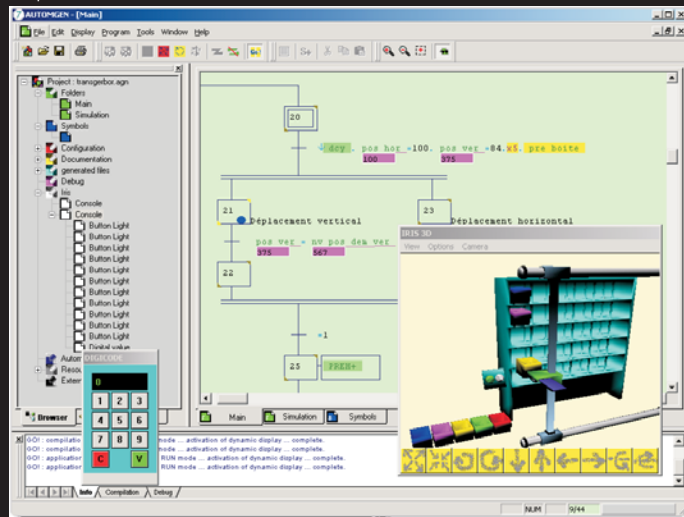 AUTOMGEN - [Main]
File Edit Display Program Tools Window Help
Go!
Project : transgerbor.agn
Folders
Main
Simulation
Symbols
Configuration
Documentation
generated files
Debug
Iris
Console
Console
Button Light
Button Light
Button Light
Button Light
Button Light
Button Light
Button Light
Button Light
Button Light
Button Light
Digital value
Autom
Resou
Extern
Browser
20
dcy . pos hor =100. pos ver =84. x5. pre boite
100 375
21 Déplacement vertical
23 Déplacement horizontal
pos ver = nv pos dem ver
375 567
22
=1
25
Main Simulation Symbols
DIGICODE
0
1 2 3
4 5 6
7 8 9
C V
IRIS 3D
View Options Camera
GO! : compilatio mode ... activation of dynamic display ... complete.
GO! : applicatio RUN mode ... activation of dynamic display ... complete.
GO! : compilatio mode ... activation of dynamic display ... complete.
GO! : applicatio RUN mode ... activation of dynamic display ... complete.
Info Compilation Debug
NUM 9/44